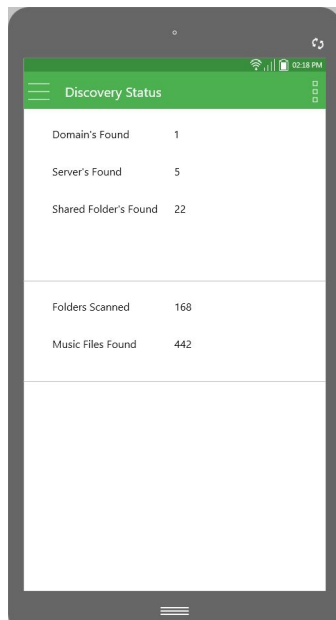 02:18 PM
Discovery Status
Domain's Found 1
Server's Found 5
Shared Folder's Found 22
Folders Scanned 168
Music Files Found 442